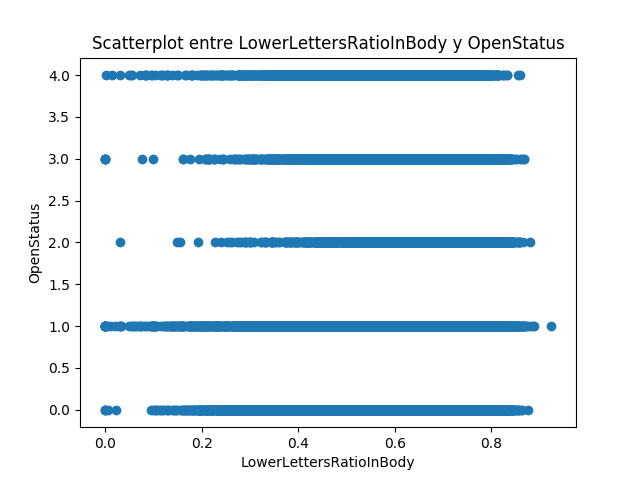 Scatterplot entre LowerLettersRatioInBody y OpenStatus
4.0
3.5
3.0
2.5
2.0
1.5
1.0
0.5
0.0
OpenStatus
0.0 0.2 0.4 0.6 0.8
LowerLettersRatioInBody